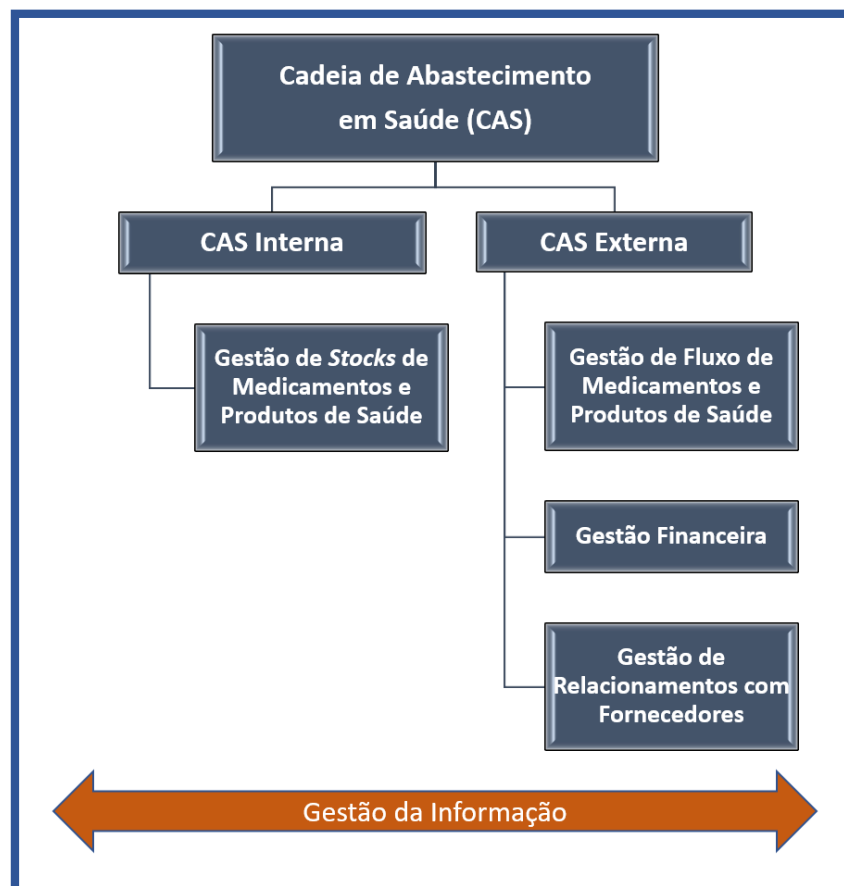 Cadeia de Abastecimento
em Saúde (CAS)
CAS Interna
CAS Externa
Gestão de Stocks de
Medicamentos e
Produtos de Saúde
Gestão de Fluxo de
Medicamentos e
Produtos de Saúde
Gestão Financeira
Gestão de
Relacionamentos com
Fornecedores
Gestão da Informação